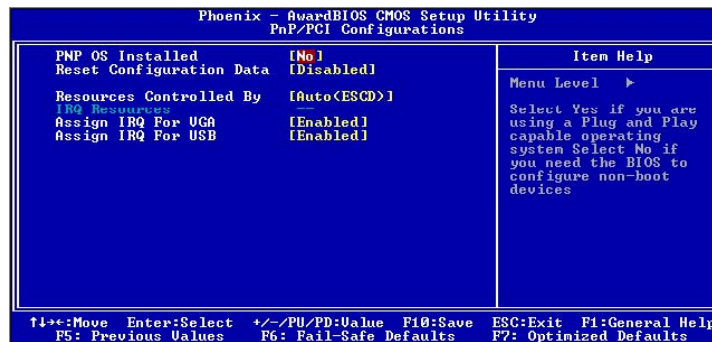 Phoenix - AwardBIOS CMOS Setup Utility
PnP/PCI Configurations
PNP OS Installed [No]
Reset Configuration Data [Disabled]
Resources Controlled By [Auto(ESCD)]
IRQ Resources --
Assign IRQ For VGA [Enabled]
Assign IRQ For USB [Enabled]
Item Help
Menu Level ▶
Select Yes if you are
using a Plug and Play
capable operating
system Select No if
you need the BIOS to
configure non-boot
devices
↑↓→←:Move Enter:Select +/-/PU/PD:Value F10:Save ESC:Exit F1:General Help
F5: Previous Values F6: Fail-Safe Defaults F7: Optimized Defaults